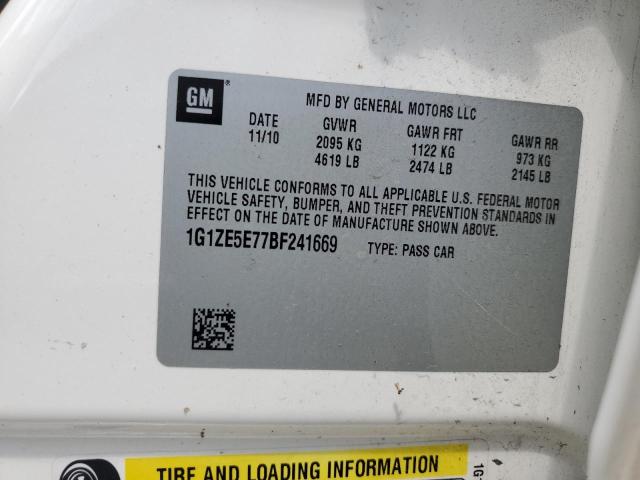 GM®
MFD BY GENERAL MOTORS LLC
DATE GVWR GAWR FRT GAWR RR
11/10 2095 KG 1122 KG 973 KG
4619 LB 2474 LB 2145 LB
THIS VEHICLE CONFORMS TO ALL APPLICABLE U.S. FEDERAL MOTOR
VEHICLE SAFETY, BUMPER, AND THEFT PREVENTION STANDARDS IN
EFFECT ON THE DATE OF MANUFACTURE SHOWN ABOVE.
1G1ZE5E77BF241669 TYPE: PASS CAR
TIRE AND LOADING INFORMATION
1G